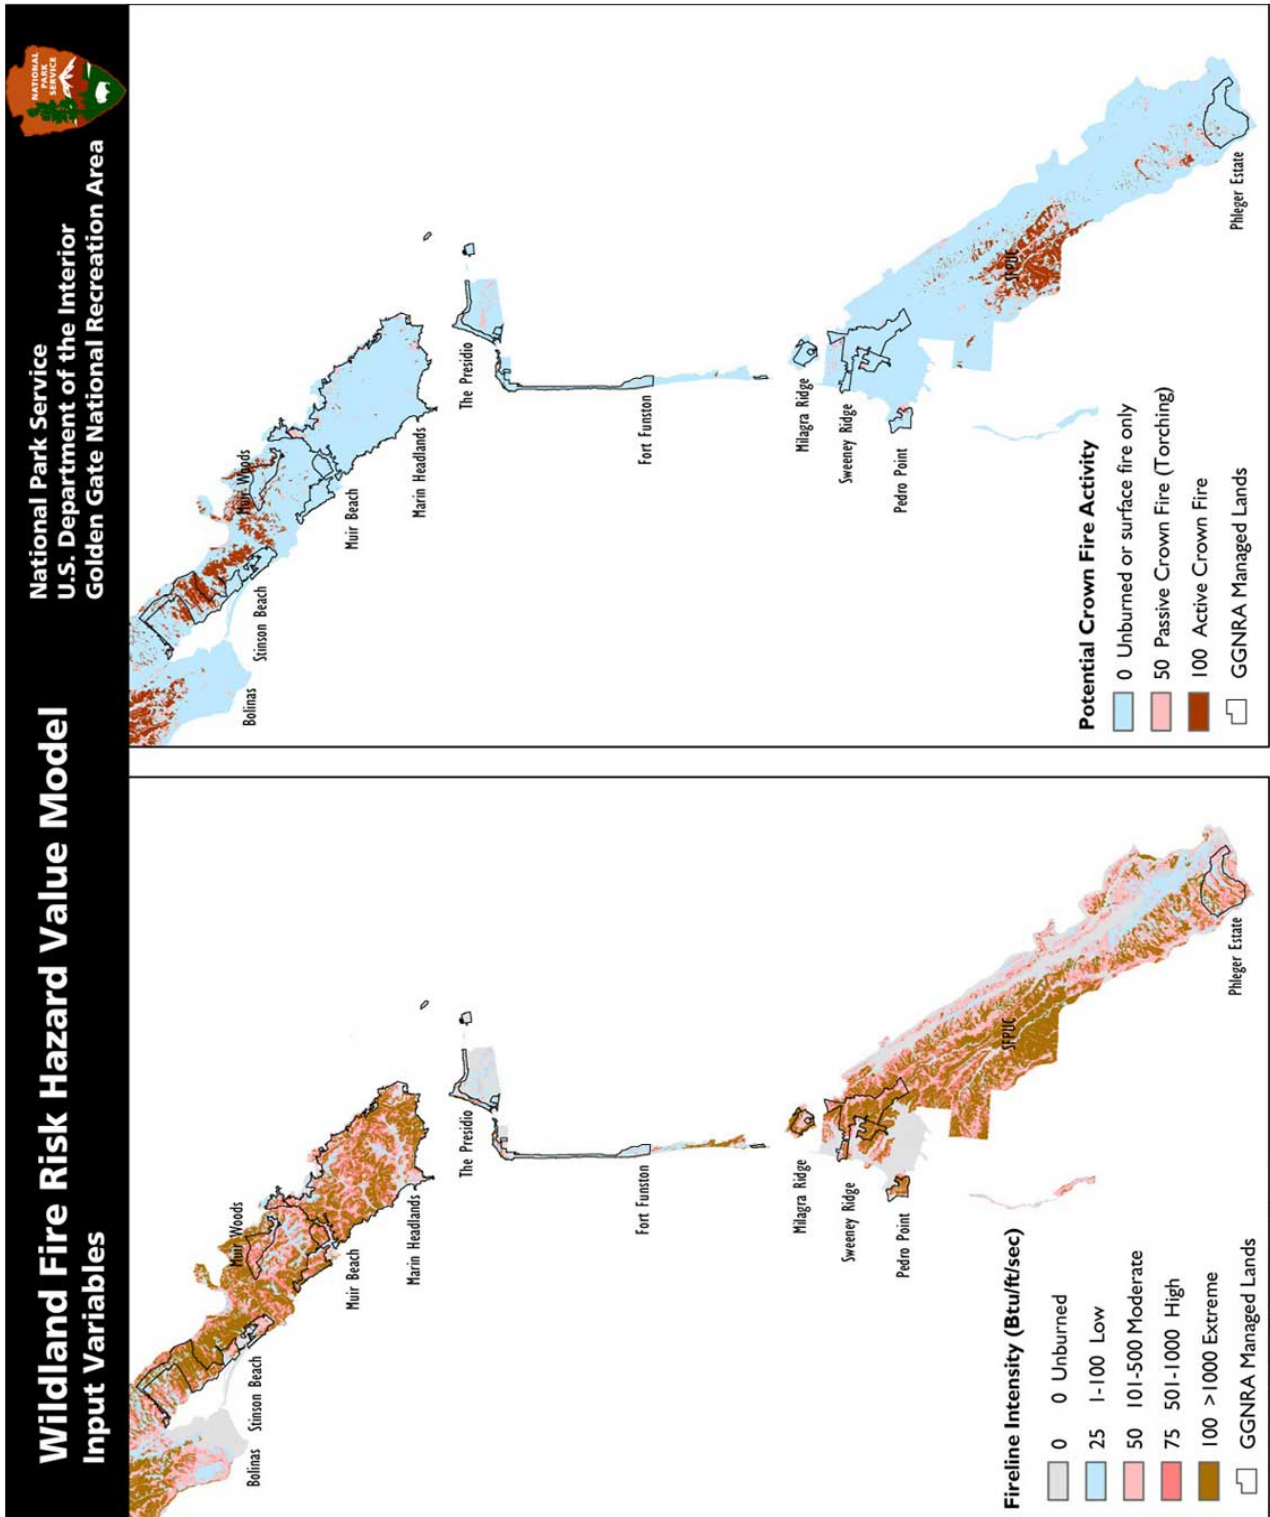 Wildland Fire Risk Hazard Value Model
Input Variables
National Park Service
U.S. Department of the Interior
Golden Gate National Recreation Area
NATIONAL
PARK
SERVICE
Bolinas
Stinson Beach
Muir Woods
Muir Beach
Marin Headlands
The Presidio
Fort Funston
Milagra Ridge
Sweeney Ridge
Pedro Point
SFPUC
Phleger Estate
Fireline Intensity (Btu/ft/sec)
0 0 Unburned
25 1-100 Low
50 101-500 Moderate
75 501-1000 High
100 >1000 Extreme
GGNRA Managed Lands
Bolinas
Stinson Beach
Muir Woods
Muir Beach
Marin Headlands
The Presidio
Fort Funston
Milagra Ridge
Sweeney Ridge
Pedro Point
SFPUC
Phleger Estate
Potential Crown Fire Activity
0 Unburned or surface fire only
50 Passive Crown Fire (Torching)
100 Active Crown Fire
GGNRA Managed Lands